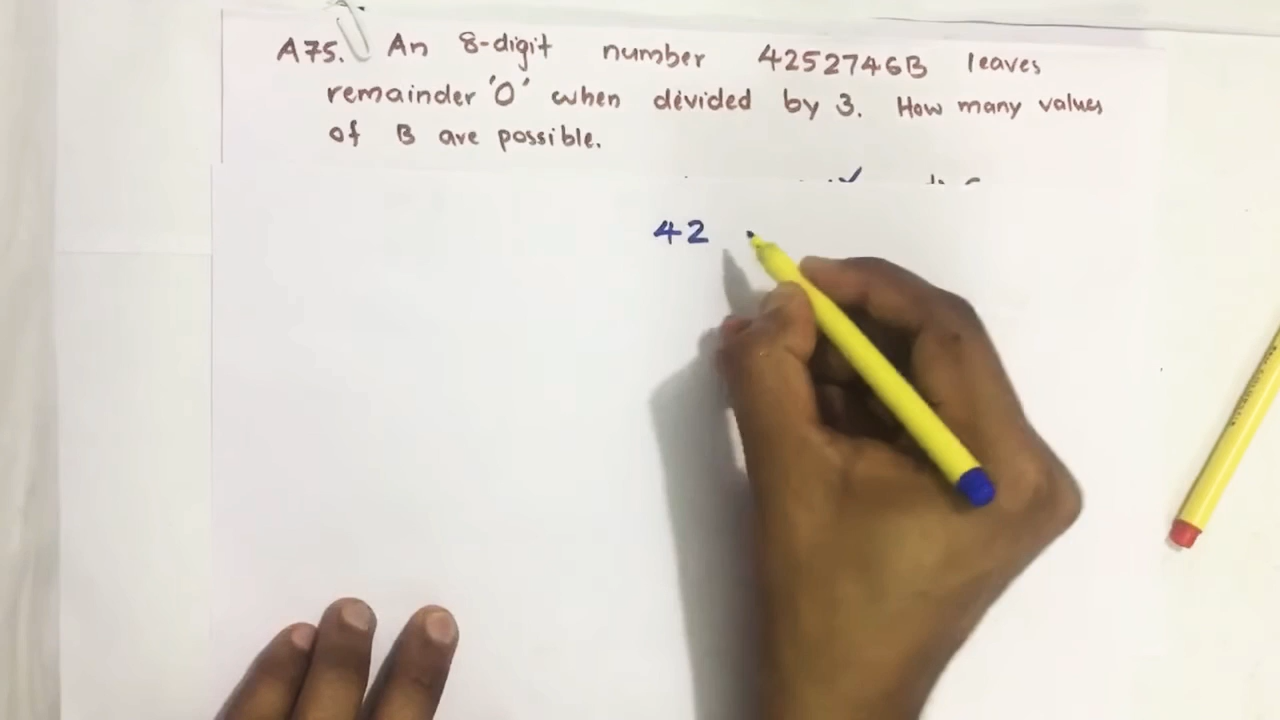 A75. An 8-digit number 4252746B leaves
remainder 'O' when divided by 3. How many values
of B are possible.
42